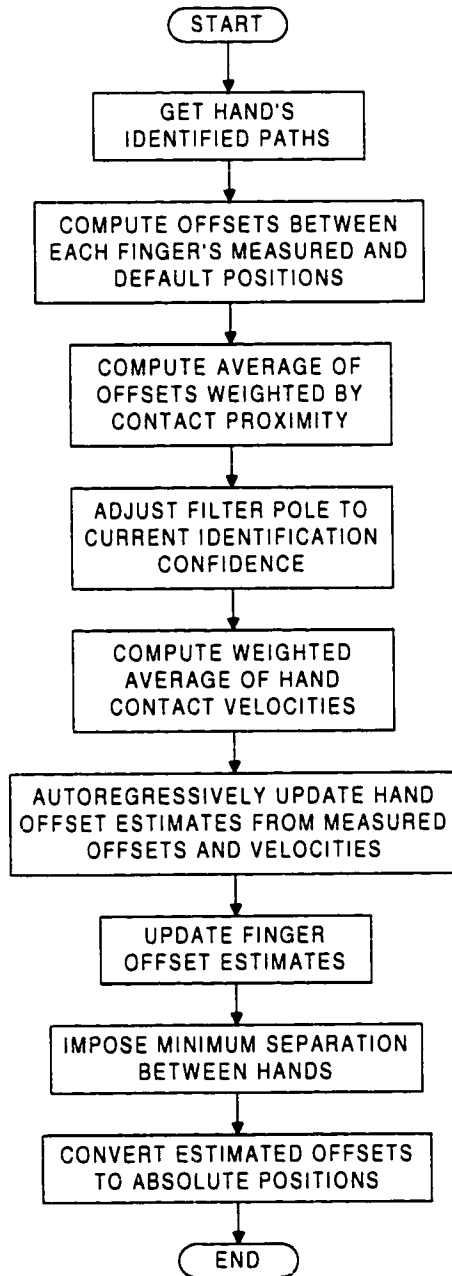 START
GET HAND'S
IDENTIFIED PATHS
COMPUTE OFFSETS BETWEEN
EACH FINGER'S MEASURED AND
DEFAULT POSITIONS
COMPUTE AVERAGE OF
OFFSETS WEIGHTED BY
CONTACT PROXIMITY
ADJUST FILTER POLE TO
CURRENT IDENTIFICATION
CONFIDENCE
COMPUTE WEIGHTED
AVERAGE OF HAND
CONTACT VELOCITIES
AUTOREGRESSIVELY UPDATE HAND
OFFSET ESTIMATES FROM MEASURED
OFFSETS AND VELOCITIES
UPDATE FINGER
OFFSET ESTIMATES
IMPOSE MINIMUM SEPARATION
BETWEEN HANDS
CONVERT ESTIMATED OFFSETS
TO ABSOLUTE POSITIONS
END